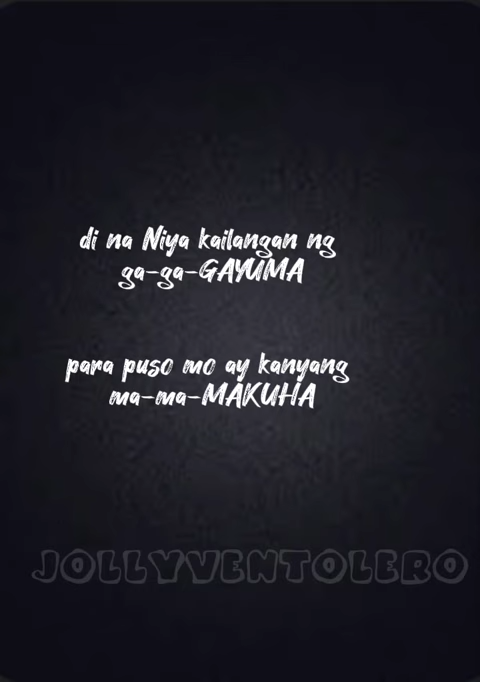 di na Niya kailangan ng
ga-ga-GAYUMA
para puso mo ay kanyang
ma-ma-MAKUHA
JOLLYVENTOLERO